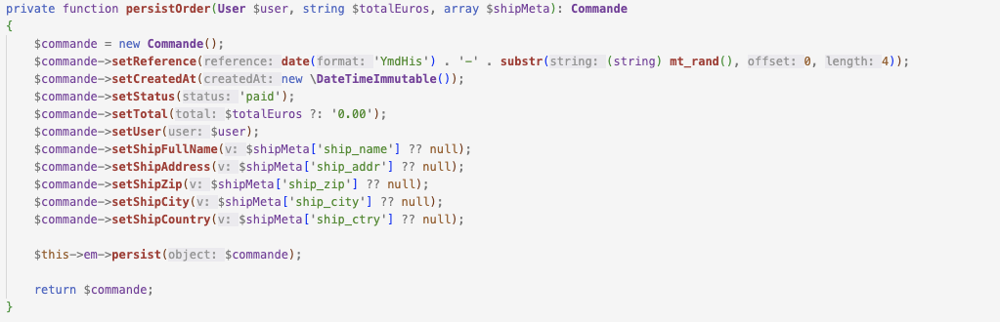 private function persistOrder(User $user, string $totalEuros, array $shipMeta): Commande
{
    $commande = new Commande();
    $commande->setReference(reference: date(format: 'YmdHis') . '-' . substr(string: (string) mt_rand(), offset: 0, length: 4));
    $commande->setCreatedAt(createdAt: new \DateTimeImmutable());
    $commande->setStatus(status: 'paid');
    $commande->setTotal(total: $totalEuros ?: '0.00');
    $commande->setUser(user: $user);
    $commande->setShipFullName(v: $shipMeta['ship_name'] ?? null);
    $commande->setShipAddress(v: $shipMeta['ship_addr'] ?? null);
    $commande->setShipZip(v: $shipMeta['ship_zip'] ?? null);
    $commande->setShipCity(v: $shipMeta['ship_city'] ?? null);
    $commande->setShipCountry(v: $shipMeta['ship_ctry'] ?? null);

    $this->em->persist(object: $commande);

    return $commande;
}